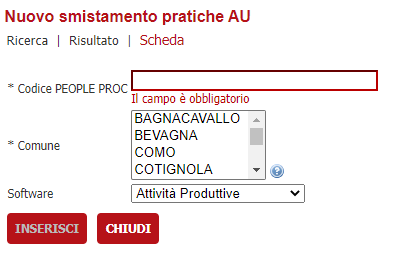 Nuovo smistamento pratiche AU
Ricerca | Risultato | Scheda
* Codice PEOPLE PROC
Il campo è obbligatorio
* Comune
BAGNACAVALLO
BEVAGNA
COMO
COTIGNOLA
?
Software Attività Produttive
INSERISCI CHIUDI